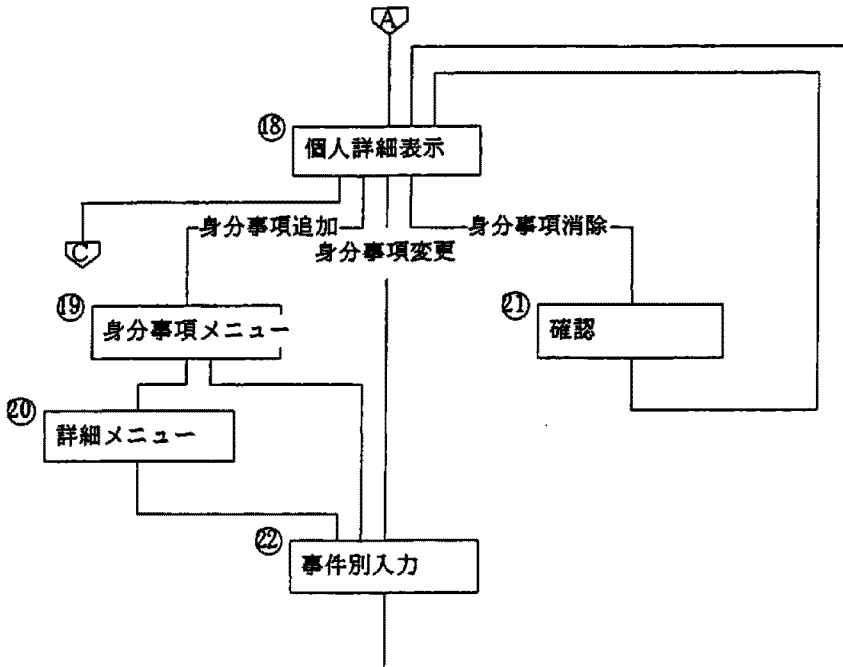 A
⑱
個人詳細表示
身分事項追加
身分事項消除
身分事項変更
C
⑲
身分事項メニュー
㉑
確認
⑳
詳細メニュー
㉒
事件別入力